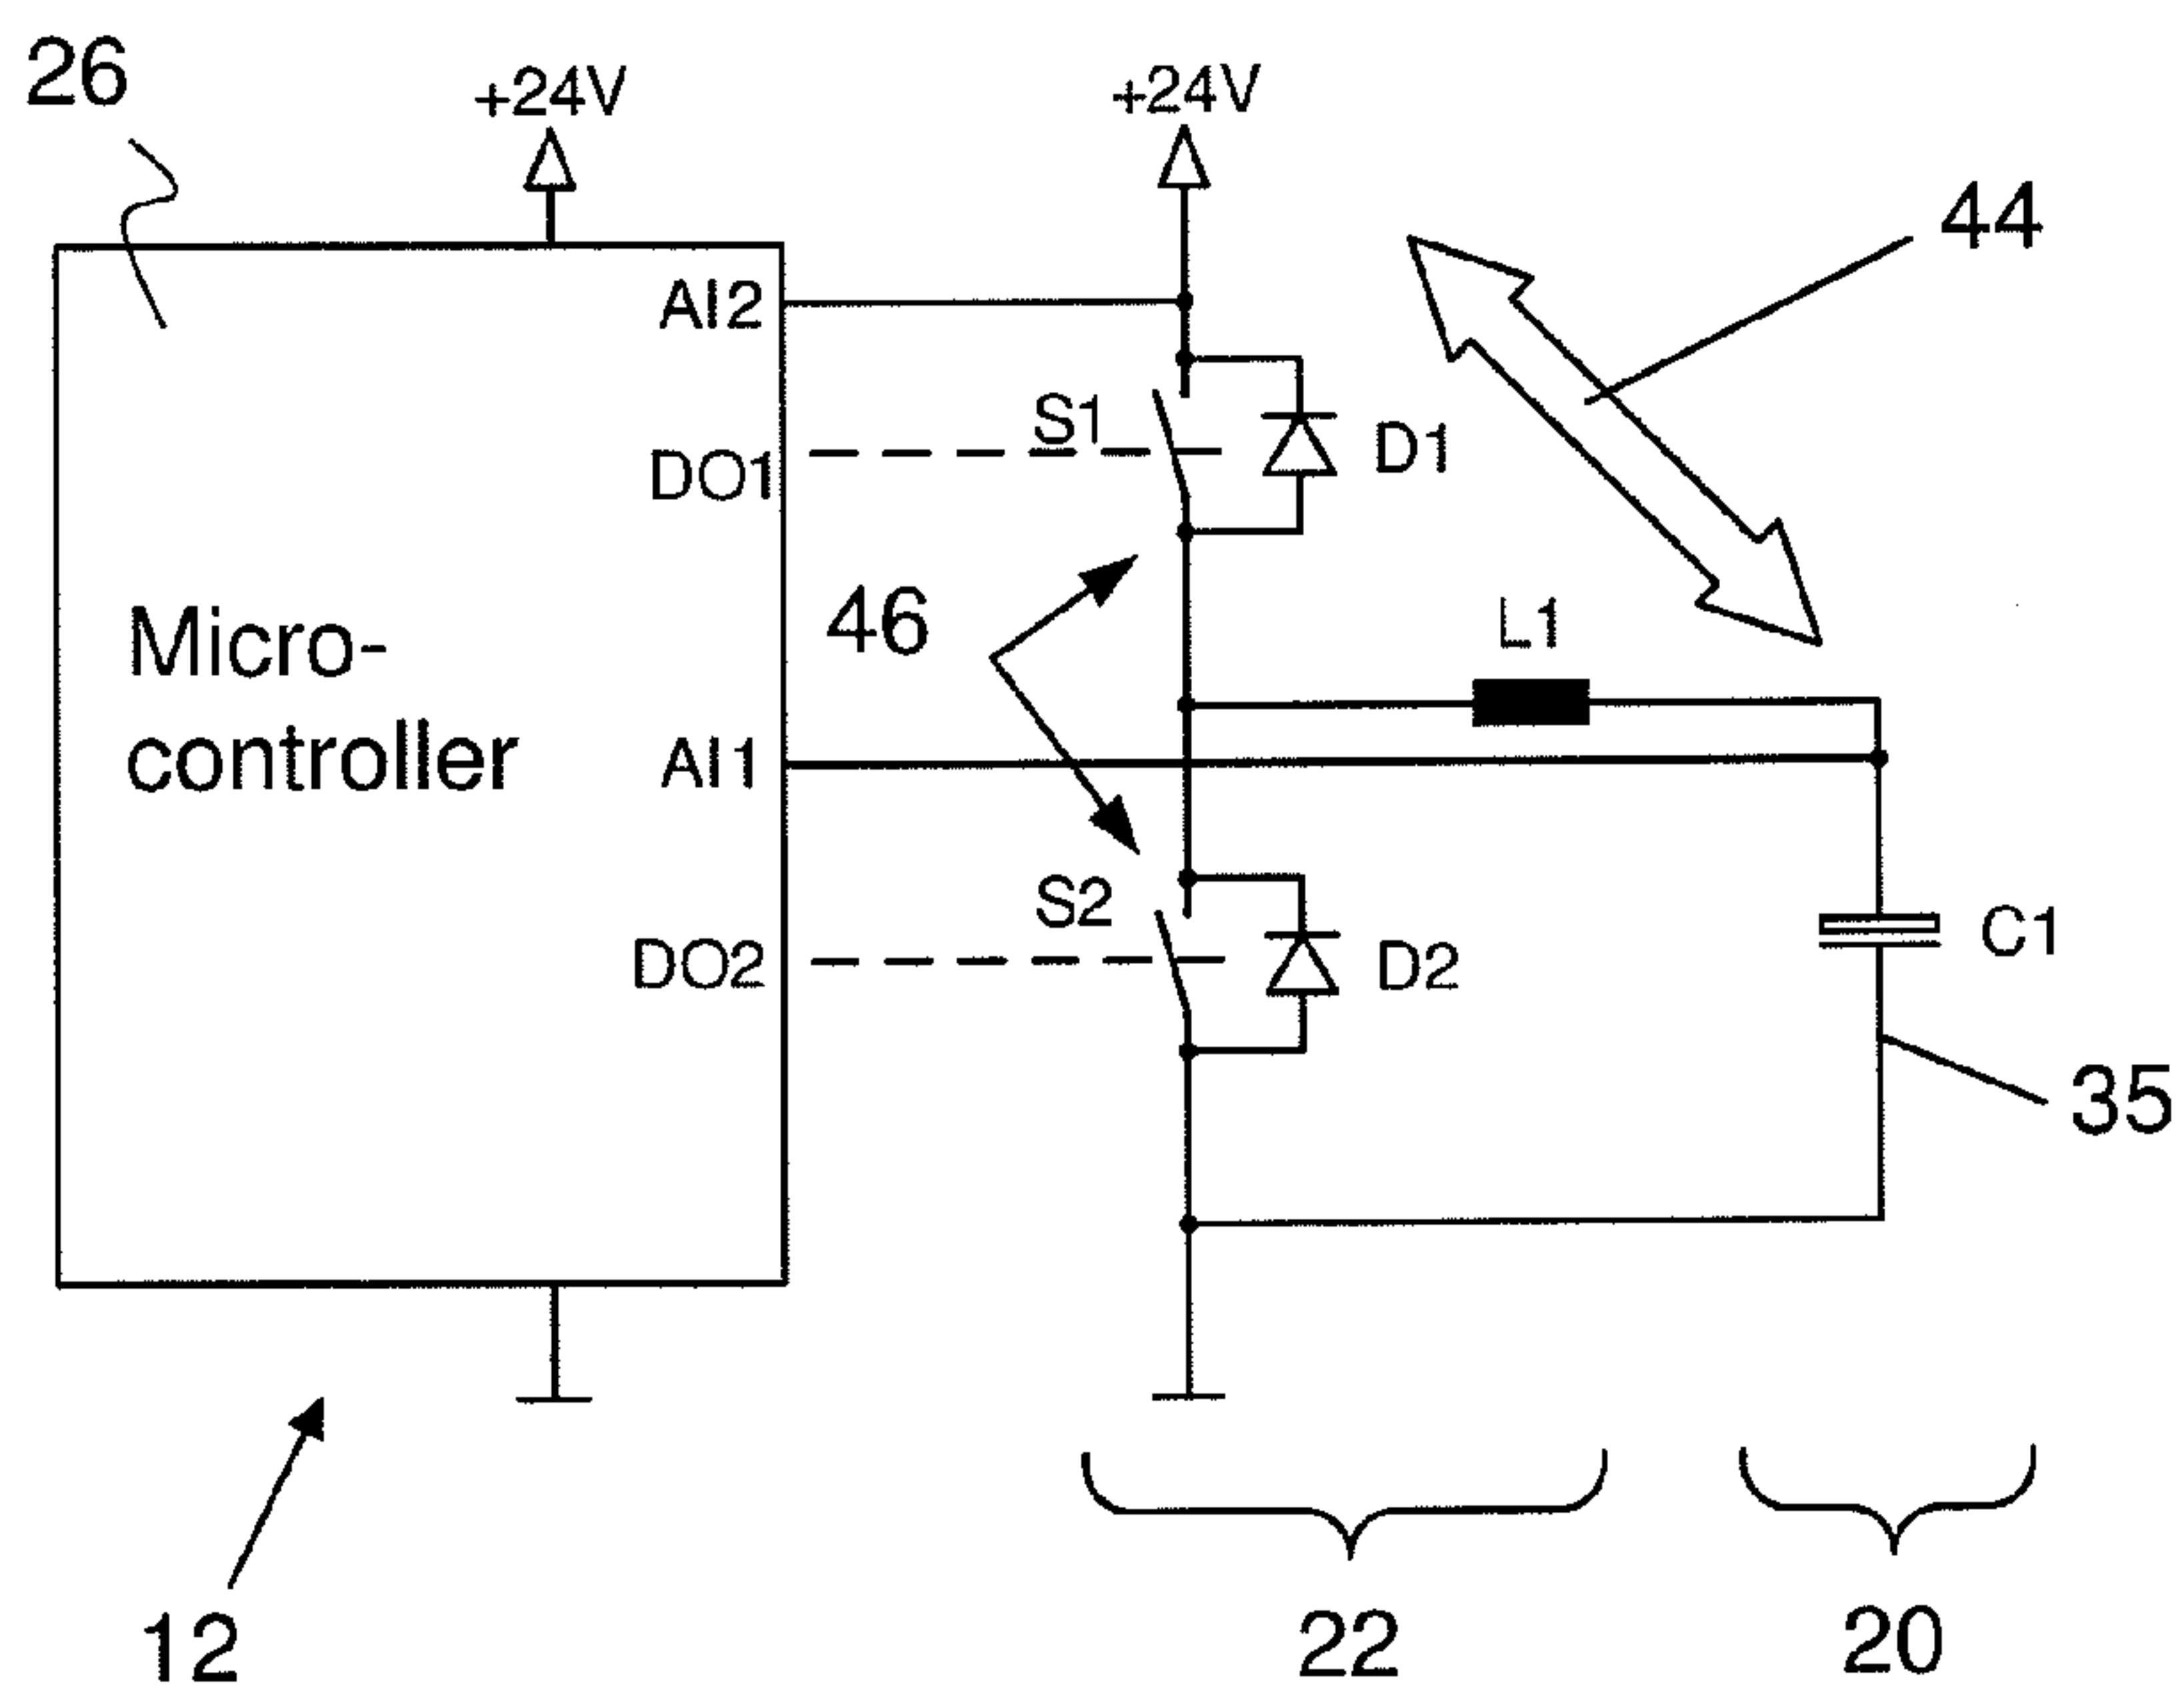 26
+24V
+24V
44
AI2
S1
DO1
D1
46
L1
Micro-
controller
AI1
S2
DO2
D2
C1
35
12
22
20